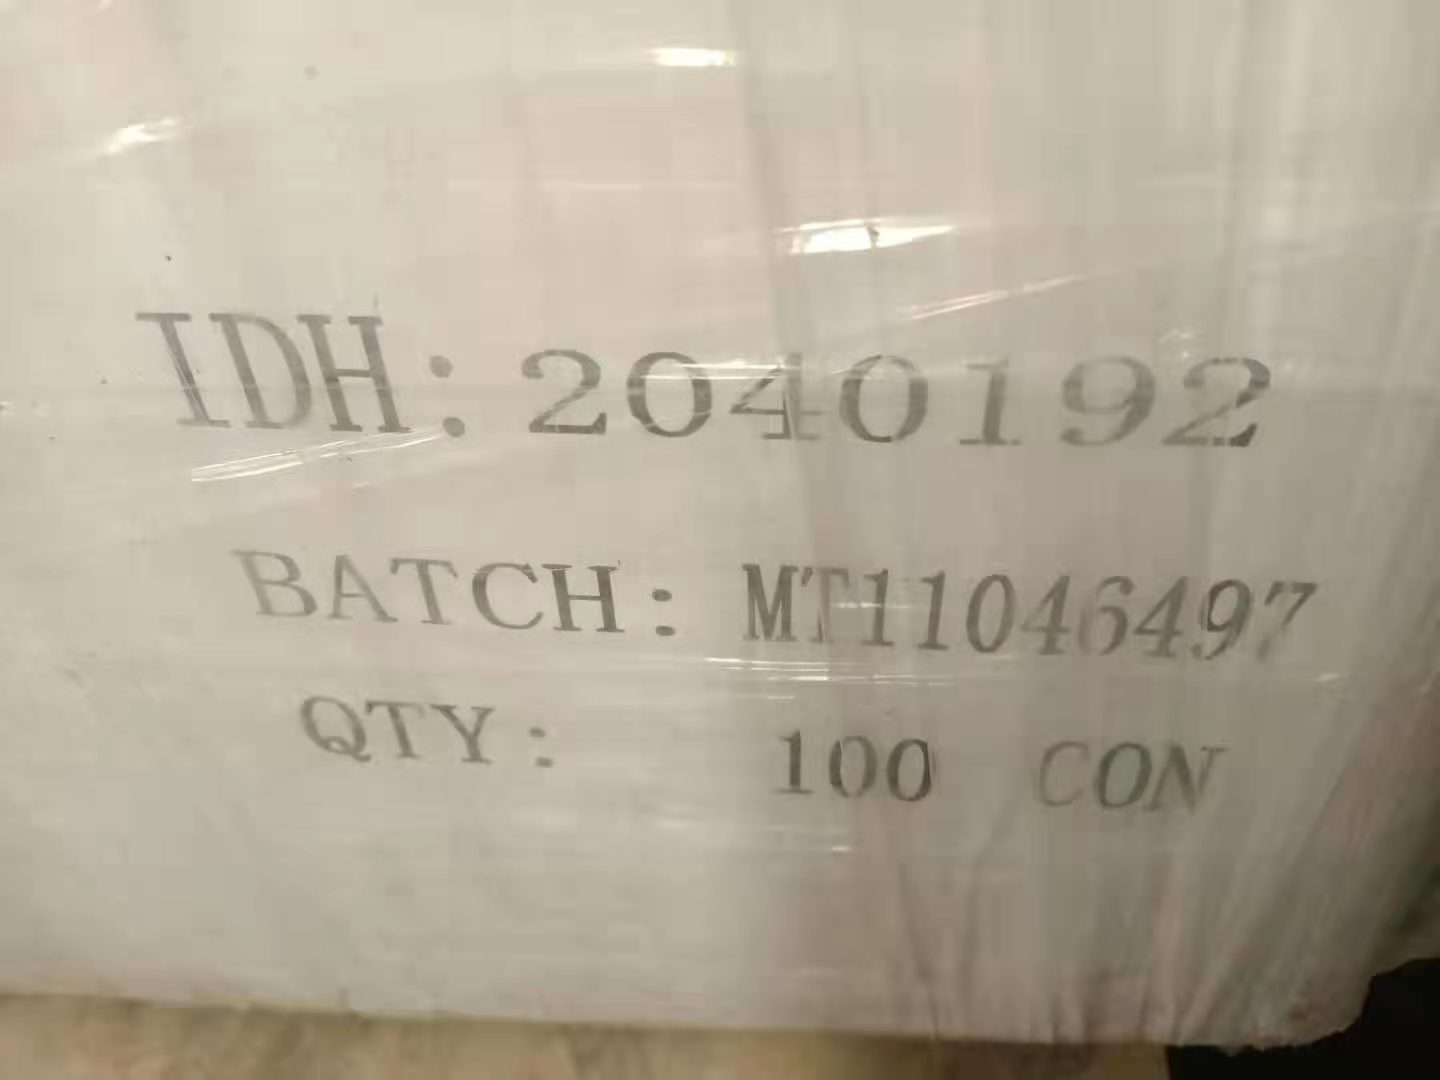 IDH: 2040192
BATCH: MT11046497
QTY: 100 CON